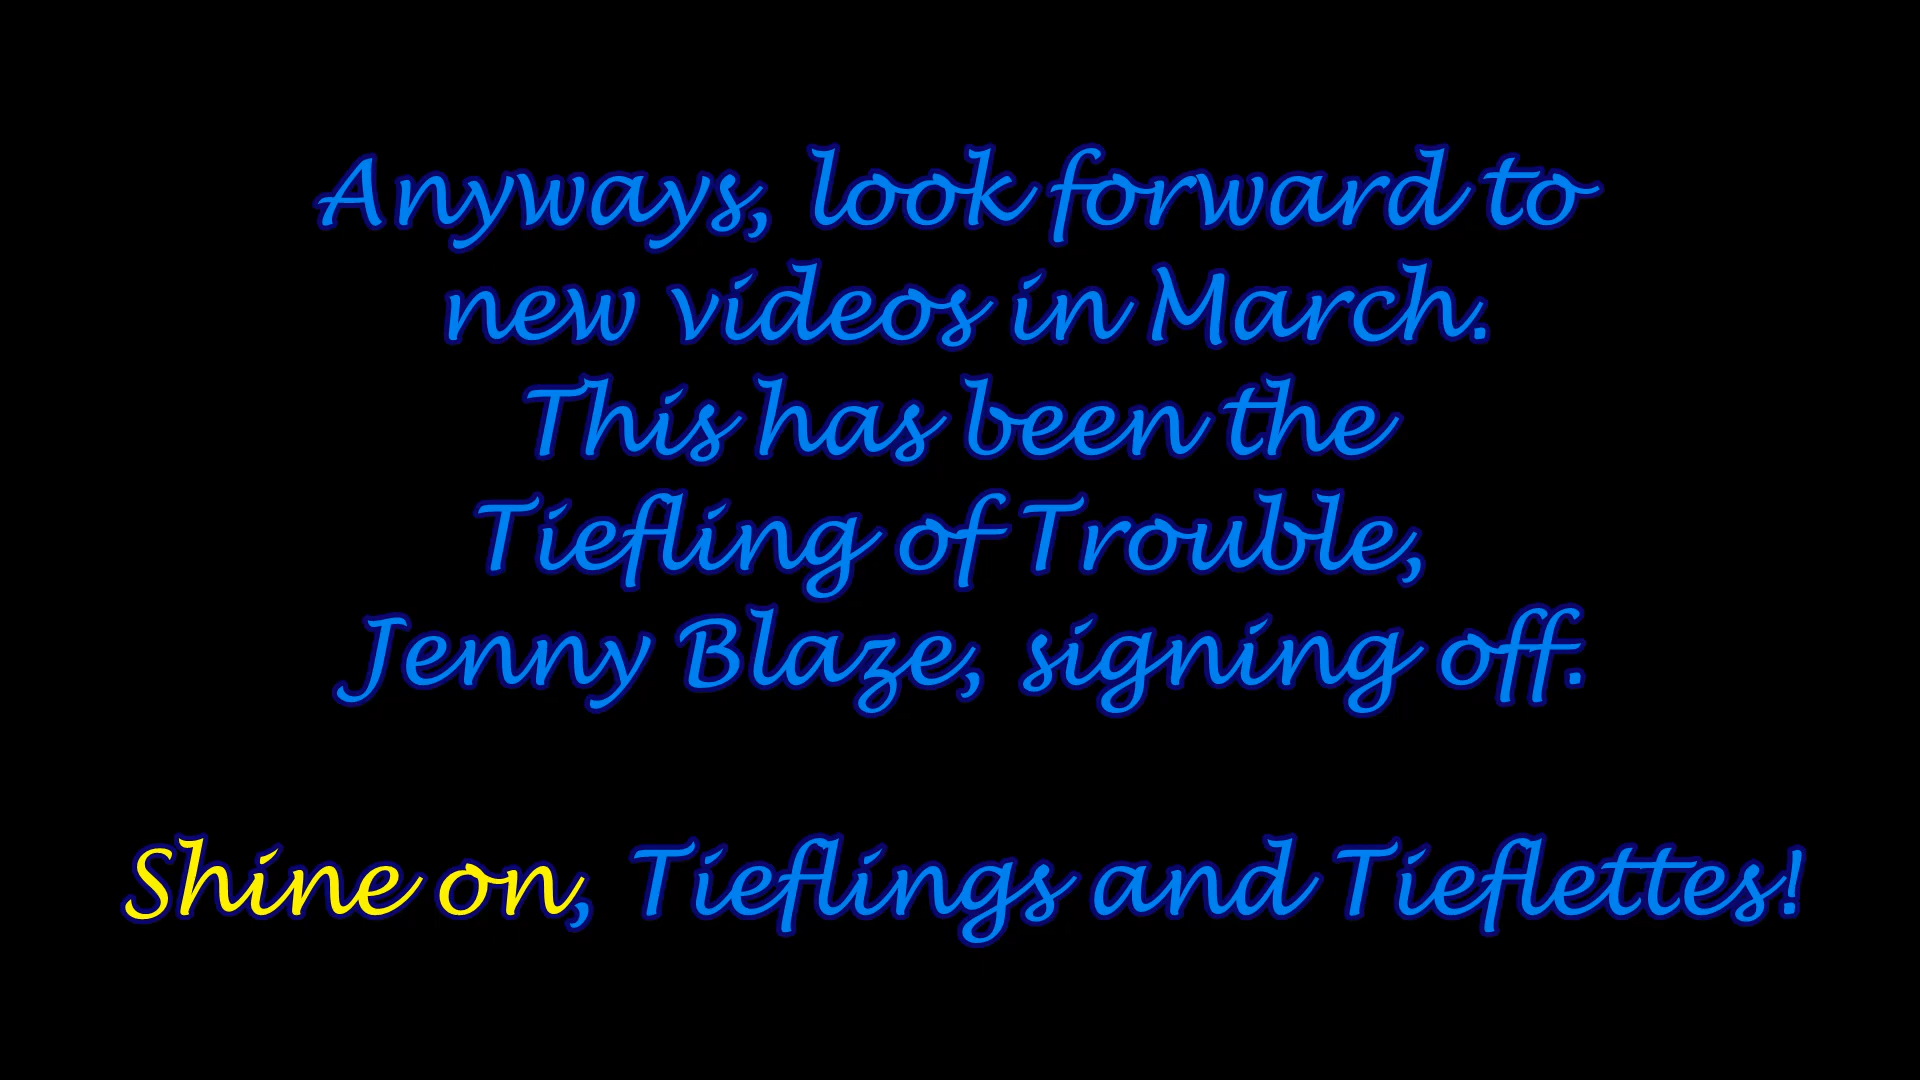 Anyways, look forward to
new videos in March.
This has been the
Tiefling of Trouble,
Jenny Blaze, signing off.
Shine on, Tieflings and Tieflettes!